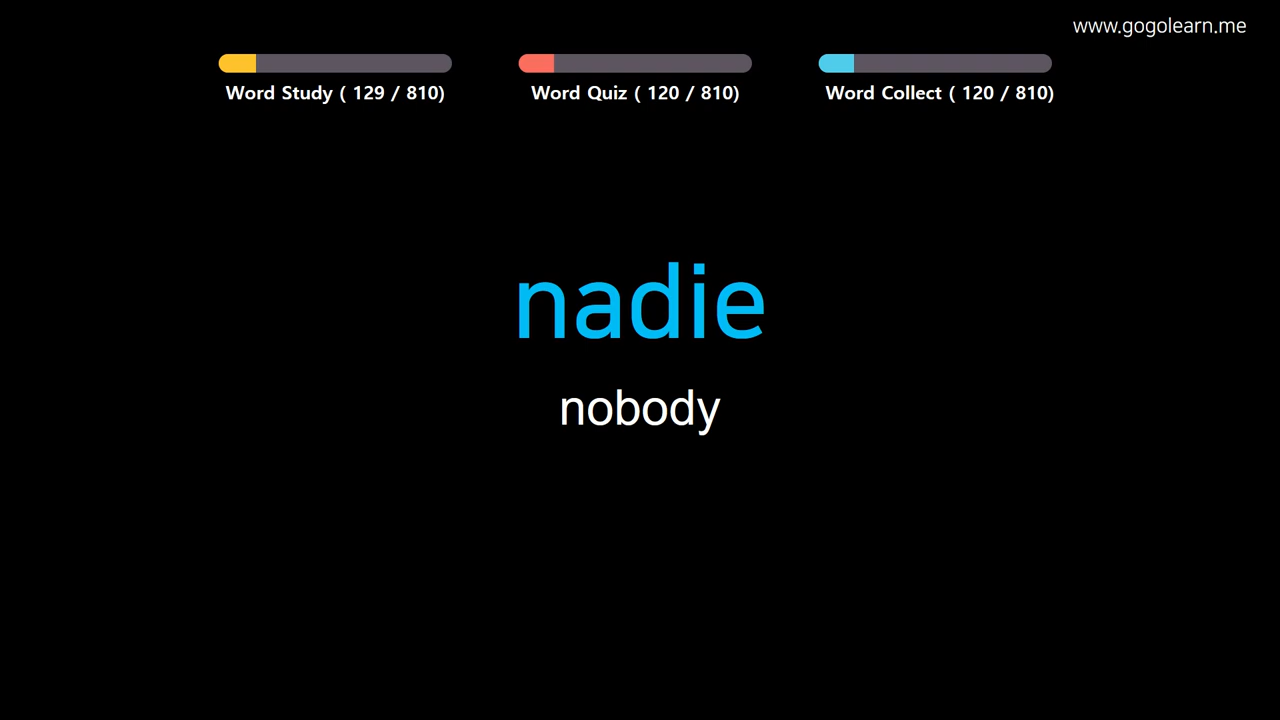 www.gogolearn.me
Word Study ( 129 / 810)
Word Quiz ( 120 / 810)
Word Collect ( 120 / 810)
nadie
nobody